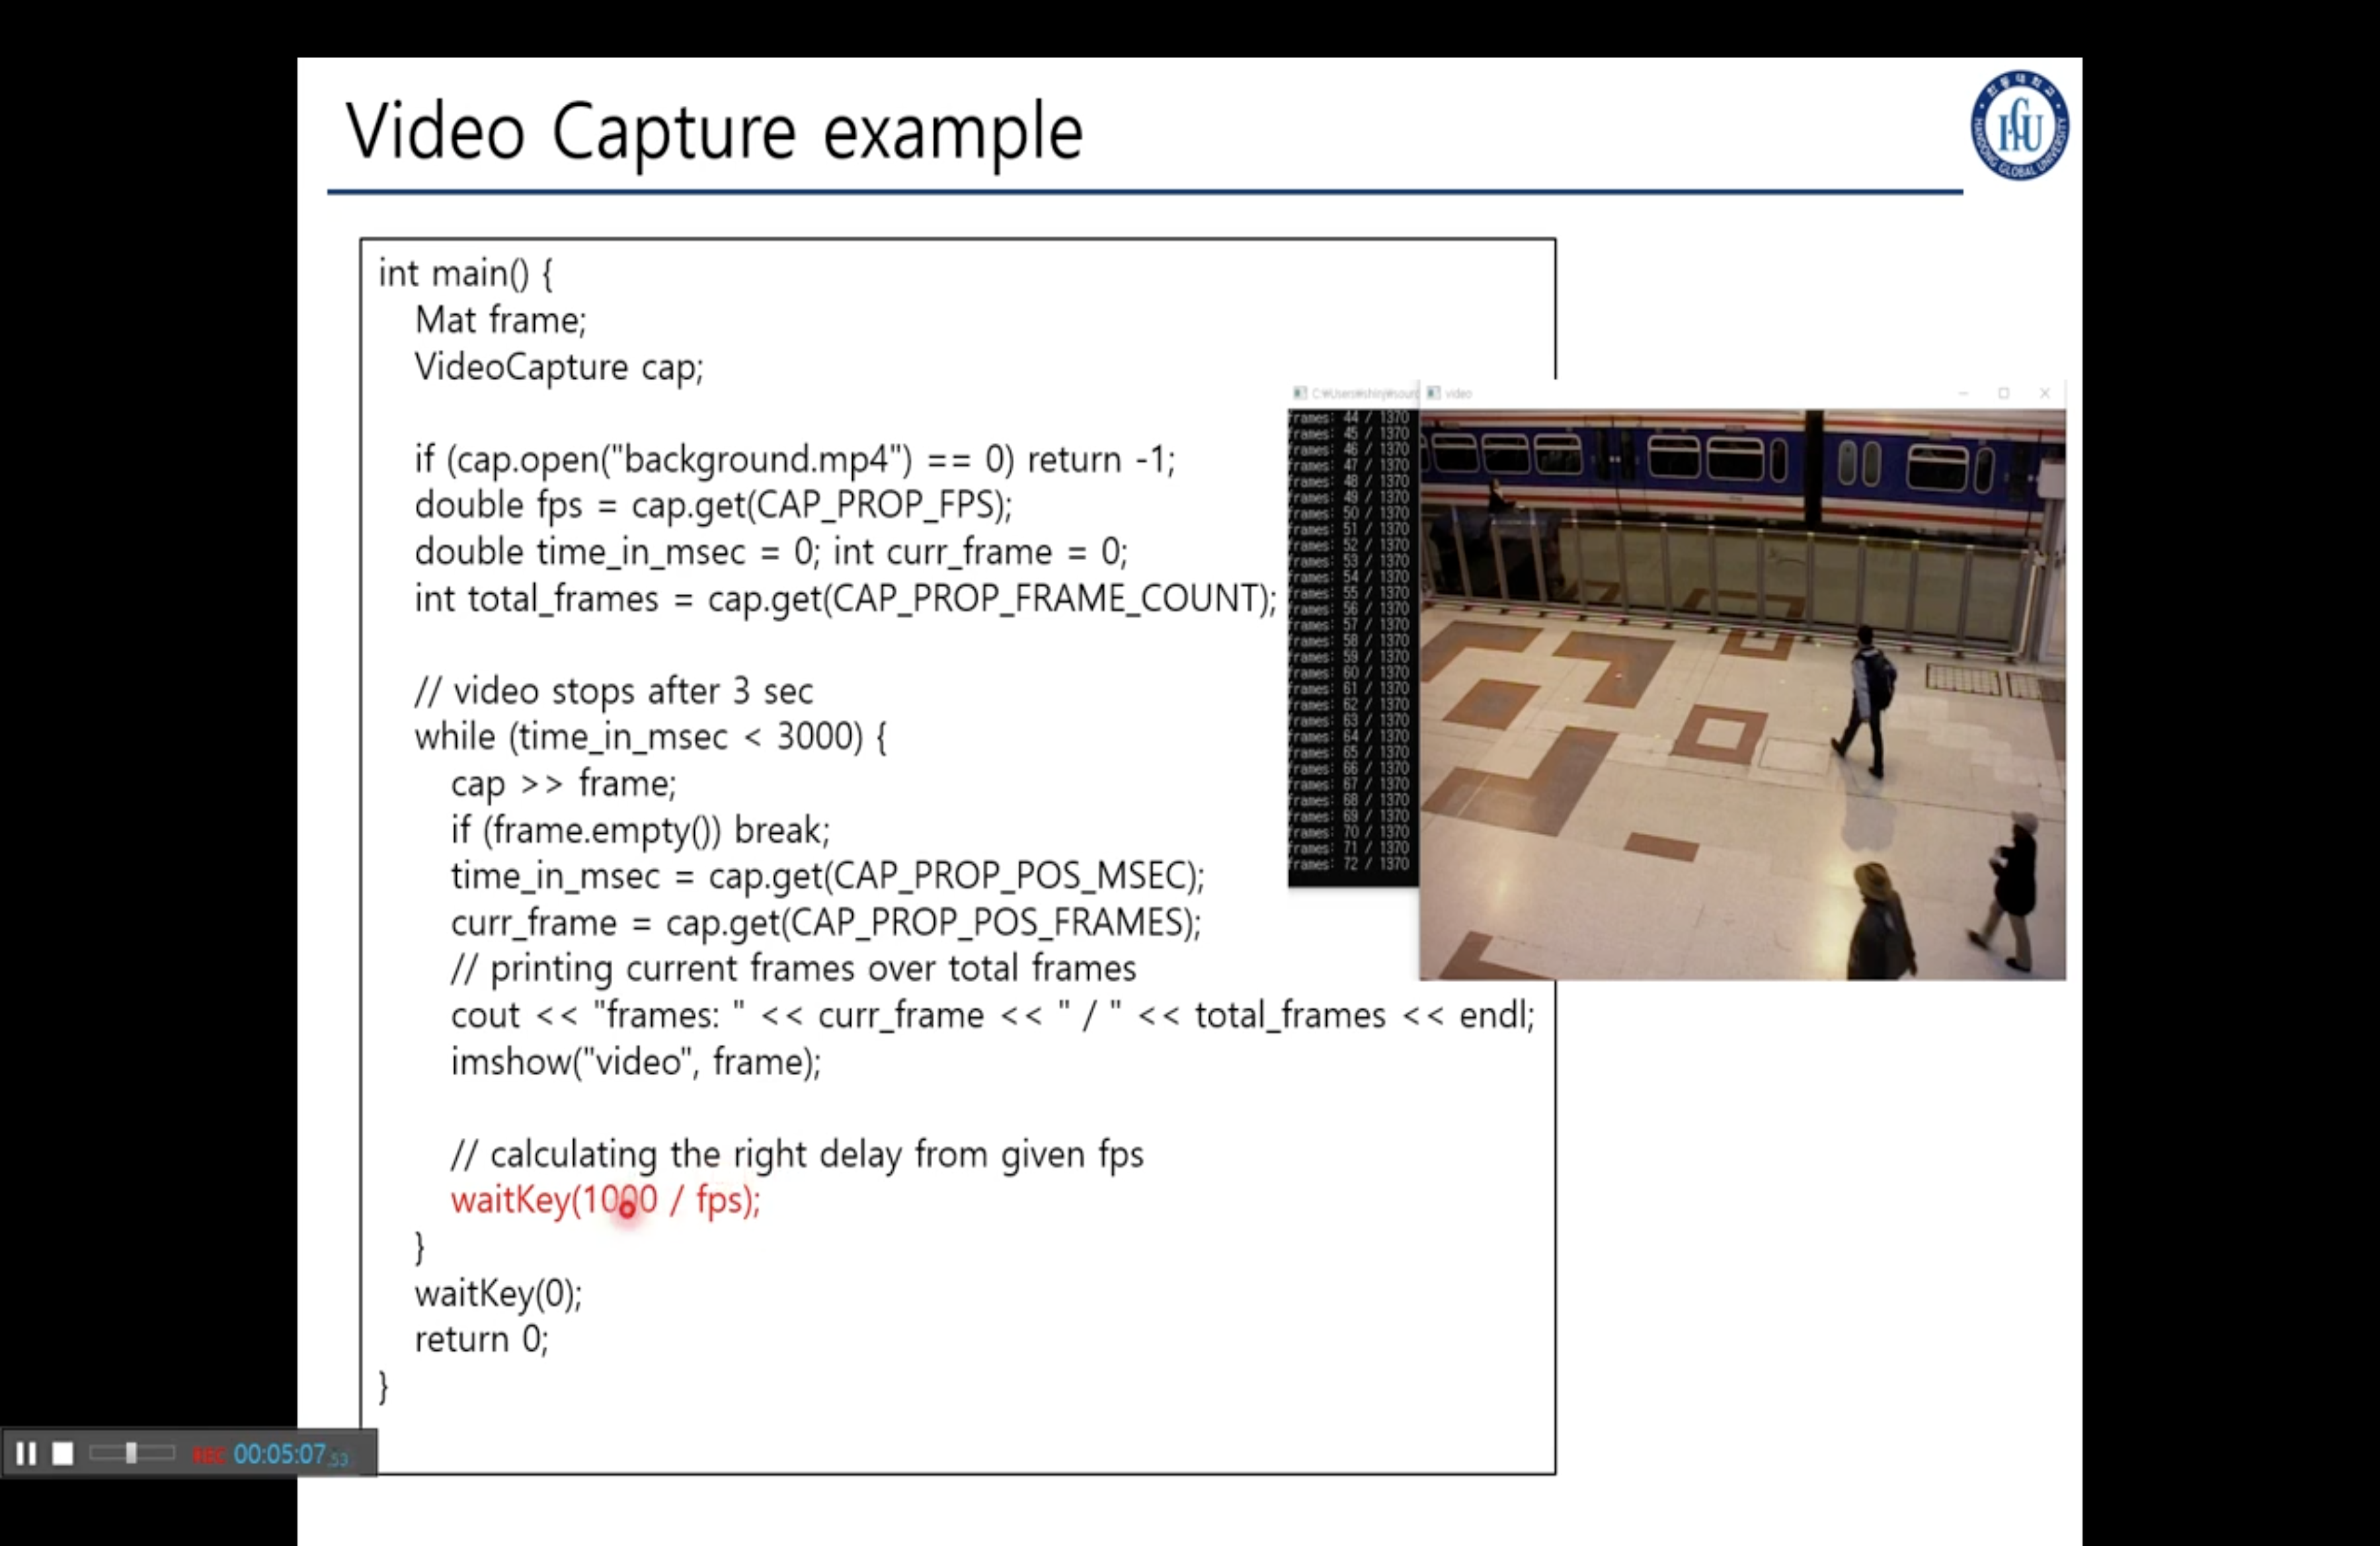 Video Capture example
한동대학교
HANDONG GLOBAL UNIVERSITY
HGU
int main() {
Mat frame;
VideoCapture cap;
if (cap.open("background.mp4") == 0) return -1;
double fps = cap.get(CAP_PROP_FPS);
double time_in_msec = 0; int curr_frame = 0;
int total_frames = cap.get(CAP_PROP_FRAME_COUNT);
// video stops after 3 sec
while (time_in_msec < 3000) {
cap >> frame;
if (frame.empty()) break;
time_in_msec = cap.get(CAP_PROP_POS_MSEC);
curr_frame = cap.get(CAP_PROP_POS_FRAMES);
// printing current frames over total frames
cout << "frames: " << curr_frame << " / " << total_frames << endl;
imshow("video", frame);
// calculating the right delay from given fps
waitKey(1000 / fps);
}
waitKey(0);
return 0;
}
video
frames: 44 / 1370
frames: 45 / 1370
frames: 46 / 1370
frames: 47 / 1370
frames: 48 / 1370
frames: 49 / 1370
frames: 50 / 1370
frames: 51 / 1370
frames: 52 / 1370
frames: 53 / 1370
frames: 54 / 1370
frames: 55 / 1370
frames: 56 / 1370
frames: 57 / 1370
frames: 58 / 1370
frames: 59 / 1370
frames: 60 / 1370
frames: 61 / 1370
frames: 62 / 1370
frames: 63 / 1370
frames: 64 / 1370
frames: 65 / 1370
frames: 66 / 1370
frames: 67 / 1370
frames: 68 / 1370
frames: 69 / 1370
frames: 70 / 1370
frames: 71 / 1370
frames: 72 / 1370
REC 00:05:07.53